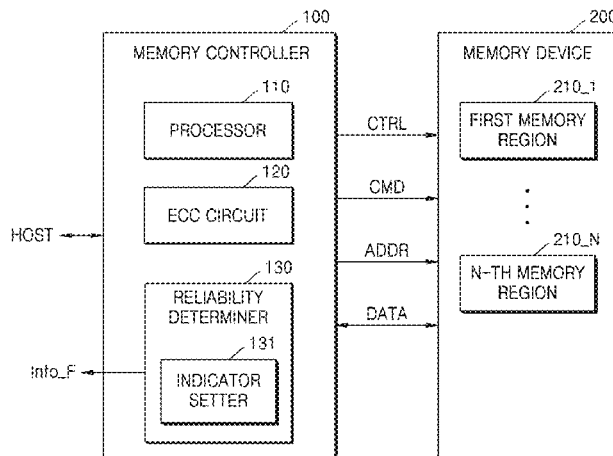 100
200
MEMORY CONTROLLER
MEMORY DEVICE
110
PROCESSOR
CTRL
210_1
FIRST MEMORY
REGION
120
ECC CIRCUIT
CMD
HOST
ADDR
210_N
N-TH MEMORY
REGION
130
RELIABILITY
DETERMINER
DATA
131
INDICATOR
SETTER
Info_F